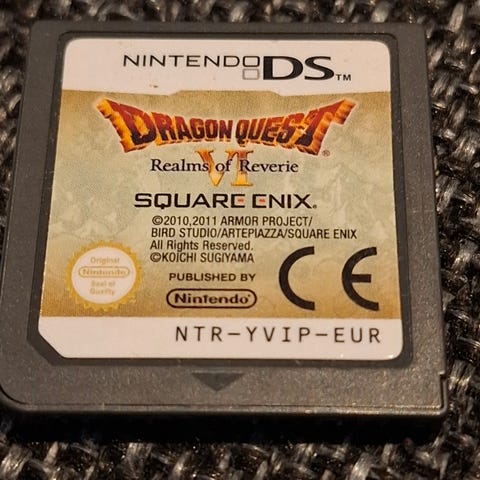 NINTENDO DS™
DRAGON QUEST®
VI
Realms of Reverie
SQUARE ENIX®
©2010,2011 ARMOR PROJECT/
BIRD STUDIO/ARTEPIAZZA/SQUARE ENIX
All Rights Reserved.
©KOICHI SUGIYAMA
Original
Nintendo
Seal of
Quality
PUBLISHED BY
Nintendo®
CE
NTR-YVIP-EUR